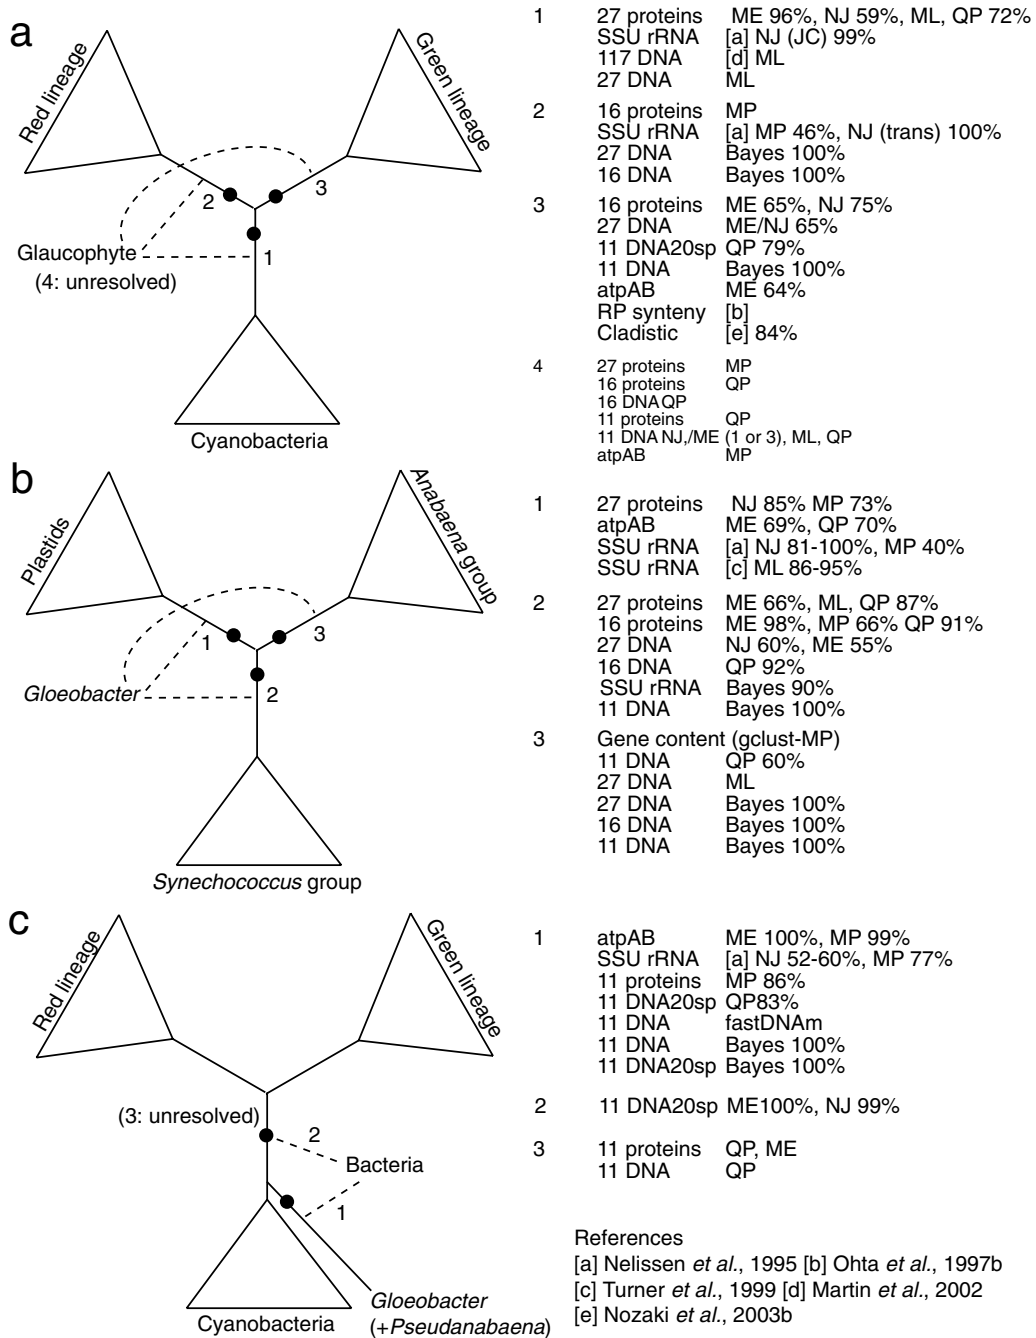 a
Red lineage
Green lineage
2
3
Glaucophyte
1
(4: unresolved)
Cyanobacteria
1 27 proteins ME 96%, NJ 59%, ML, QP 72%
SSU rRNA [a] NJ (JC) 99%
117 DNA [d] ML
27 DNA ML
2 16 proteins MP
SSU rRNA [a] MP 46%, NJ (trans) 100%
27 DNA Bayes 100%
16 DNA Bayes 100%
3 16 proteins ME 65%, NJ 75%
27 DNA ME/NJ 65%
11 DNA20sp QP 79%
11 DNA Bayes 100%
atpAB ME 64%
RP synteny [b]
Cladistic [e] 84%
4 27 proteins MP
16 proteins QP
16 DNA QP
11 proteins QP
11 DNA NJ,/ME (1 or 3), ML, QP
atpAB MP
b
Plastids
Anabaena group
1
3
Gloeobacter
2
Synechococcus group
1 27 proteins NJ 85% MP 73%
atpAB ME 69%, QP 70%
SSU rRNA [a] NJ 81-100%, MP 40%
SSU rRNA [c] ML 86-95%
2 27 proteins ME 66%, ML, QP 87%
16 proteins ME 98%, MP 66% QP 91%
27 DNA NJ 60%, ME 55%
16 DNA QP 92%
SSU rRNA Bayes 90%
11 DNA Bayes 100%
3 Gene content (gclust-MP)
11 DNA QP 60%
27 DNA ML
27 DNA Bayes 100%
16 DNA Bayes 100%
11 DNA Bayes 100%
c
Red lineage
Green lineage
(3: unresolved)
2
Bacteria
1
Gloeobacter
(+Pseudanabaena)
Cyanobacteria
1 atpAB ME 100%, MP 99%
SSU rRNA [a] NJ 52-60%, MP 77%
11 proteins MP 86%
11 DNA20sp QP83%
11 DNA fastDNAm
11 DNA Bayes 100%
11 DNA20sp Bayes 100%
2 11 DNA20sp ME100%, NJ 99%
3 11 proteins QP, ME
11 DNA QP
References
[a] Nelissen et al., 1995 [b] Ohta et al., 1997b
[c] Turner et al., 1999 [d] Martin et al., 2002
[e] Nozaki et al., 2003b